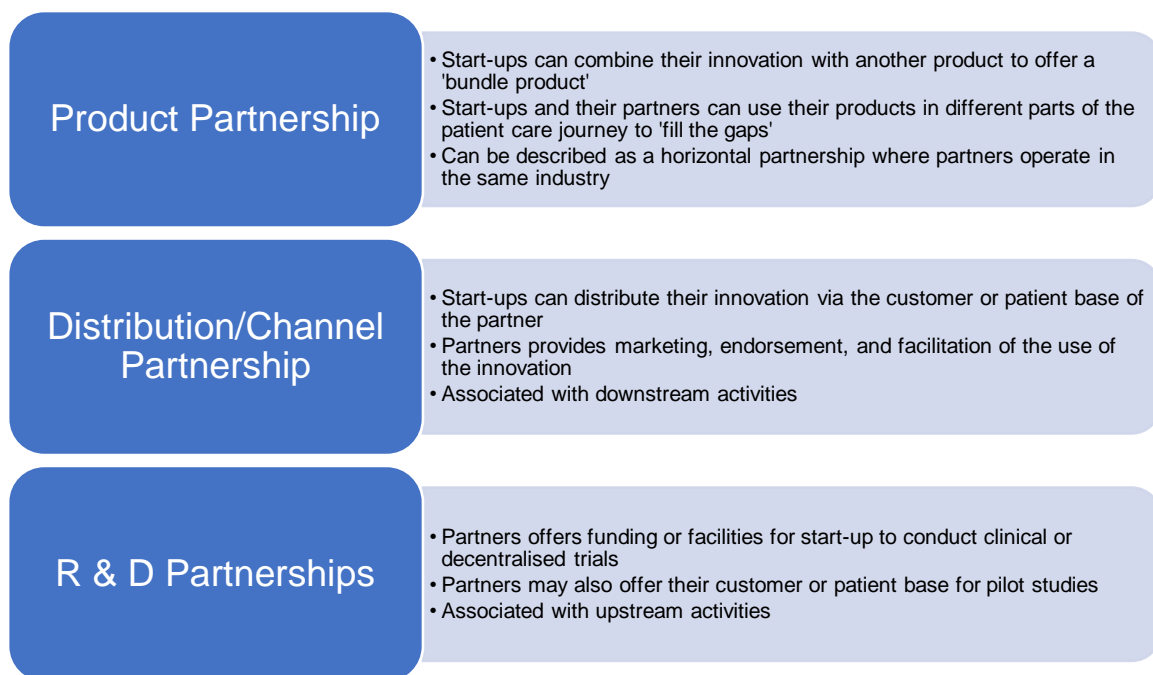 Product Partnership
• Start-ups can combine their innovation with another product to offer a
'bundle product'
• Start-ups and their partners can use their products in different parts of the
patient care journey to 'fill the gaps'
• Can be described as a horizontal partnership where partners operate in
the same industry
Distribution/Channel
Partnership
• Start-ups can distribute their innovation via the customer or patient base of
the partner
• Partners provides marketing, endorsement, and facilitation of the use of
the innovation
• Associated with downstream activities
R & D Partnerships
• Partners offers funding or facilities for start-up to conduct clinical or
decentralised trials
• Partners may also offer their customer or patient base for pilot studies
• Associated with upstream activities